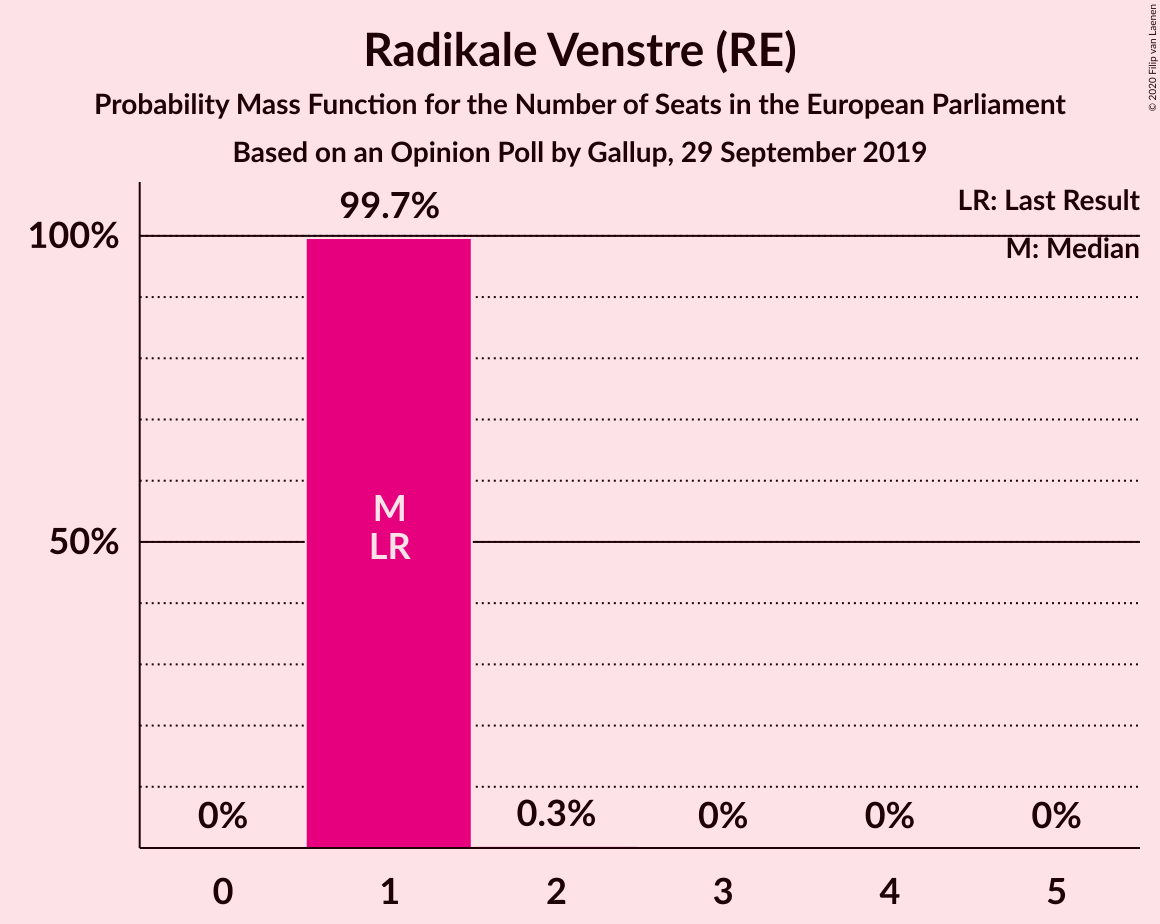 Radikale Venstre (RE)
Probability Mass Function for the Number of Seats in the European Parliament
Based on an Opinion Poll by Gallup, 29 September 2019
© 2020 Filip van Laenen
LR: Last Result
M: Median
100%
50%
0%
99.7%
M
LR
0.3%
0%
0%
0%
0
1
2
3
4
5